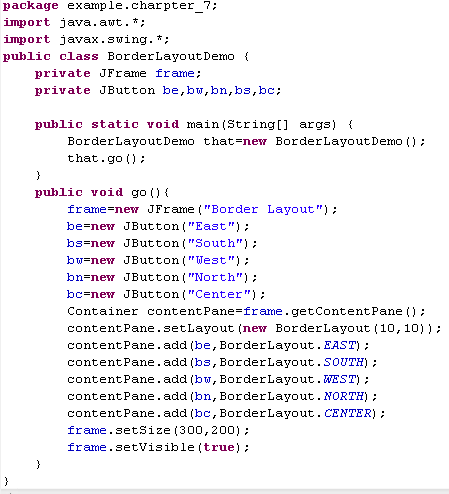 package example.charpter_7;
import java.awt.*;
import javax.swing.*;
public class BorderLayoutDemo {
    private JFrame frame;
    private JButton be,bw,bn,bs,bc;

    public static void main(String[] args) {
        BorderLayoutDemo that=new BorderLayoutDemo();
        that.go();
    }
    public void go(){
        frame=new JFrame("Border Layout");
        be=new JButton("East");
        bs=new JButton("South");
        bw=new JButton("West");
        bn=new JButton("North");
        bc=new JButton("Center");
        Container contentPane=frame.getContentPane();
        contentPane.setLayout(new BorderLayout(10,10));
        contentPane.add(be,BorderLayout.EAST);
        contentPane.add(bs,BorderLayout.SOUTH);
        contentPane.add(bw,BorderLayout.WEST);
        contentPane.add(bn,BorderLayout.NORTH);
        contentPane.add(bc,BorderLayout.CENTER);
        frame.setSize(300,200);
        frame.setVisible(true);
    }
}